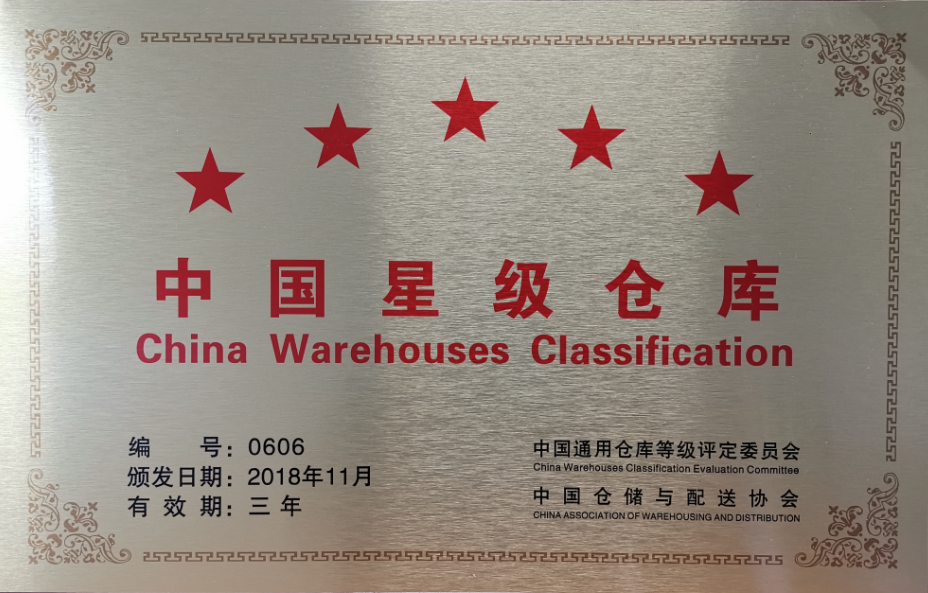 中国星级仓库
China Warehouses Classification
编 号：0606
颁发日期：2018年11月
有 效 期：三 年
中国通用仓库等级评定委员会
China Warehouses Classification Evaluation Committee
中国仓储与配送协会
CHINA ASSOCIATION OF WAREHOUSING AND DISTRIBUTION